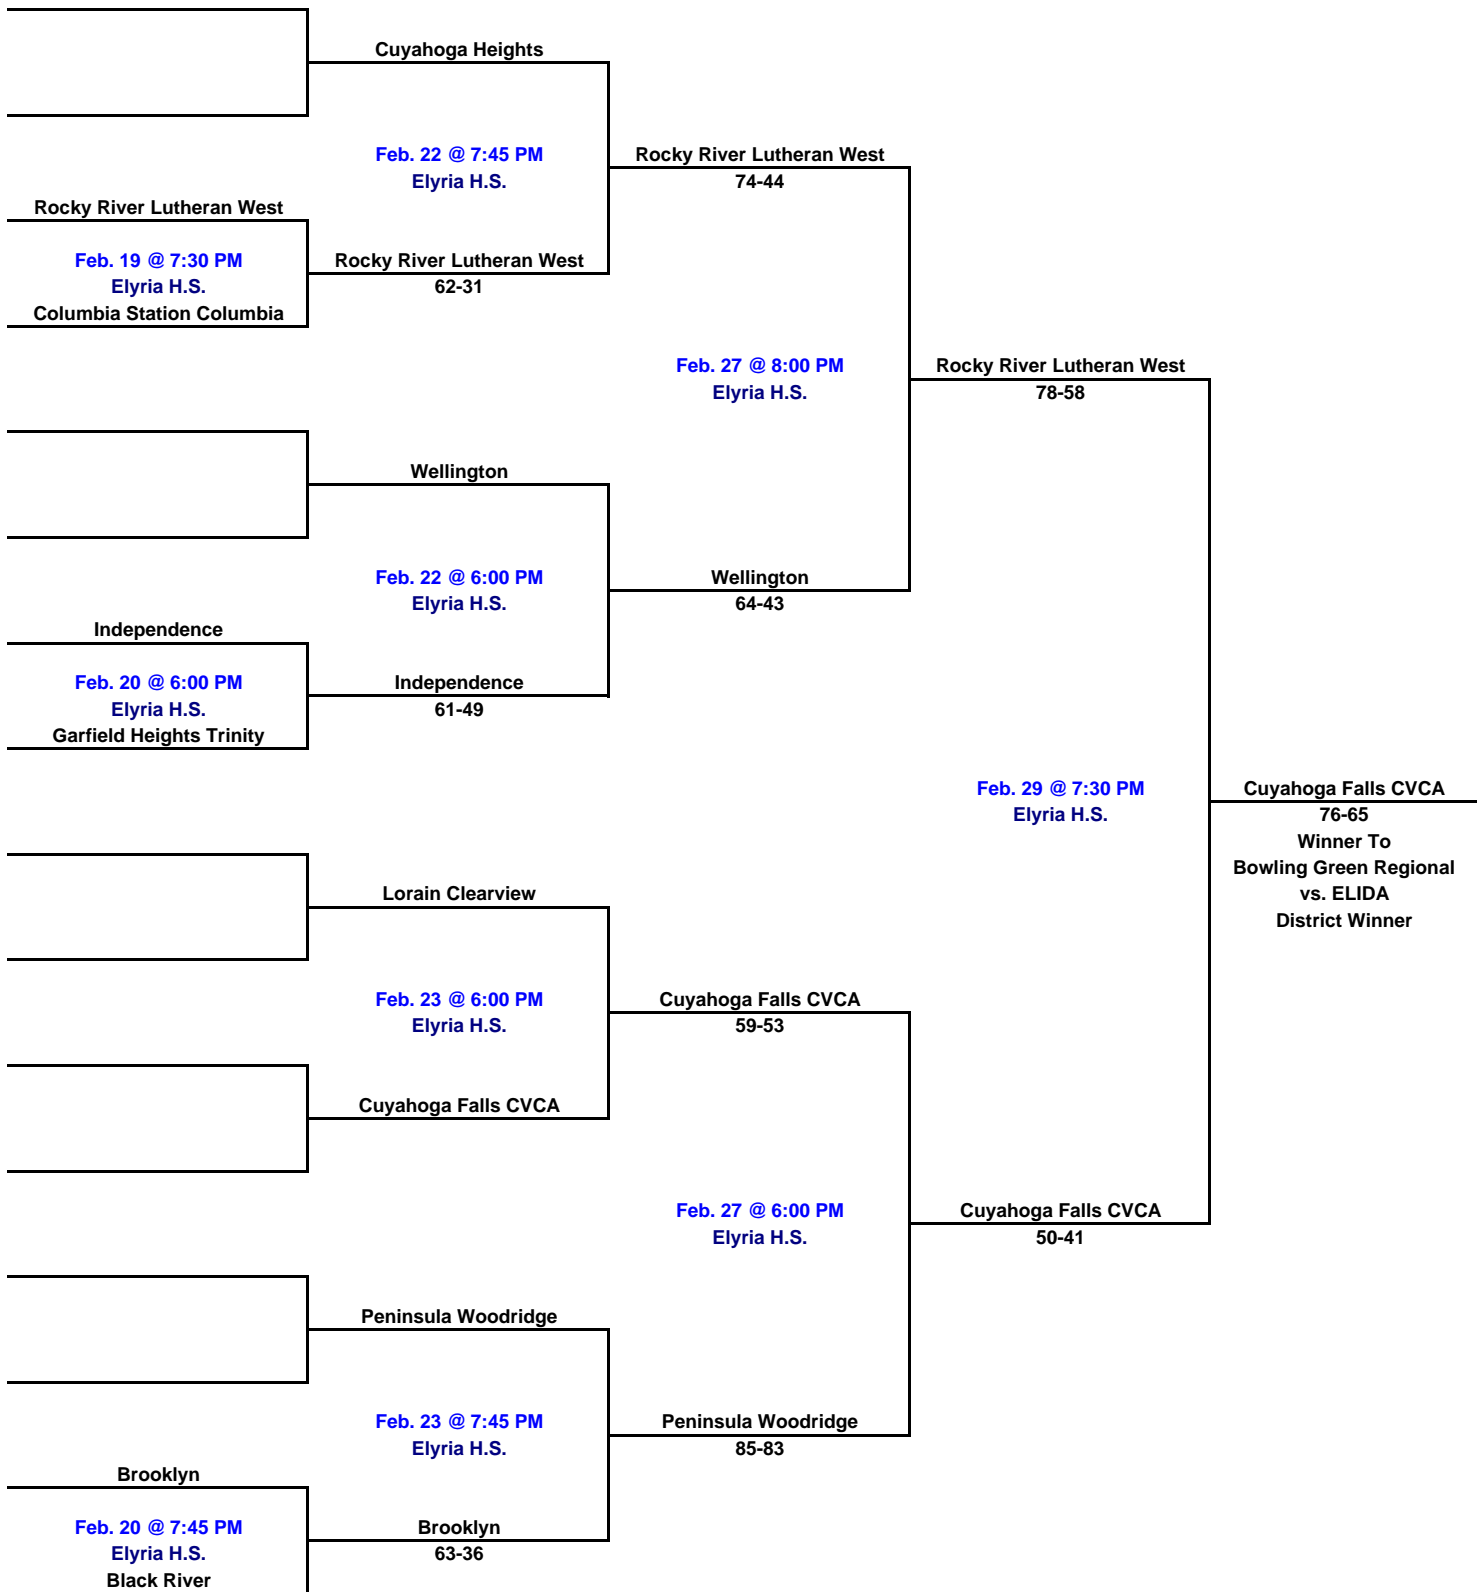 Cuyahoga Heights
Feb. 22 @ 7:45 PM
Elyria H.S.
Rocky River Lutheran West
74-44
Rocky River Lutheran West
Feb. 19 @ 7:30 PM
Elyria H.S.
Columbia Station Columbia
Rocky River Lutheran West
62-31
Feb. 27 @ 8:00 PM
Elyria H.S.
Rocky River Lutheran West
78-58
Wellington
Feb. 22 @ 6:00 PM
Elyria H.S.
Wellington
64-43
Independence
Feb. 20 @ 6:00 PM
Elyria H.S.
Garfield Heights Trinity
Independence
61-49
Feb. 29 @ 7:30 PM
Elyria H.S.
Cuyahoga Falls CVCA
76-65
Winner To
Bowling Green Regional
vs. ELIDA
District Winner
Lorain Clearview
Feb. 23 @ 6:00 PM
Elyria H.S.
Cuyahoga Falls CVCA
59-53
Cuyahoga Falls CVCA
Feb. 27 @ 6:00 PM
Elyria H.S.
Cuyahoga Falls CVCA
50-41
Peninsula Woodridge
Feb. 23 @ 7:45 PM
Elyria H.S.
Peninsula Woodridge
85-83
Brooklyn
Feb. 20 @ 7:45 PM
Elyria H.S.
Black River
Brooklyn
63-36